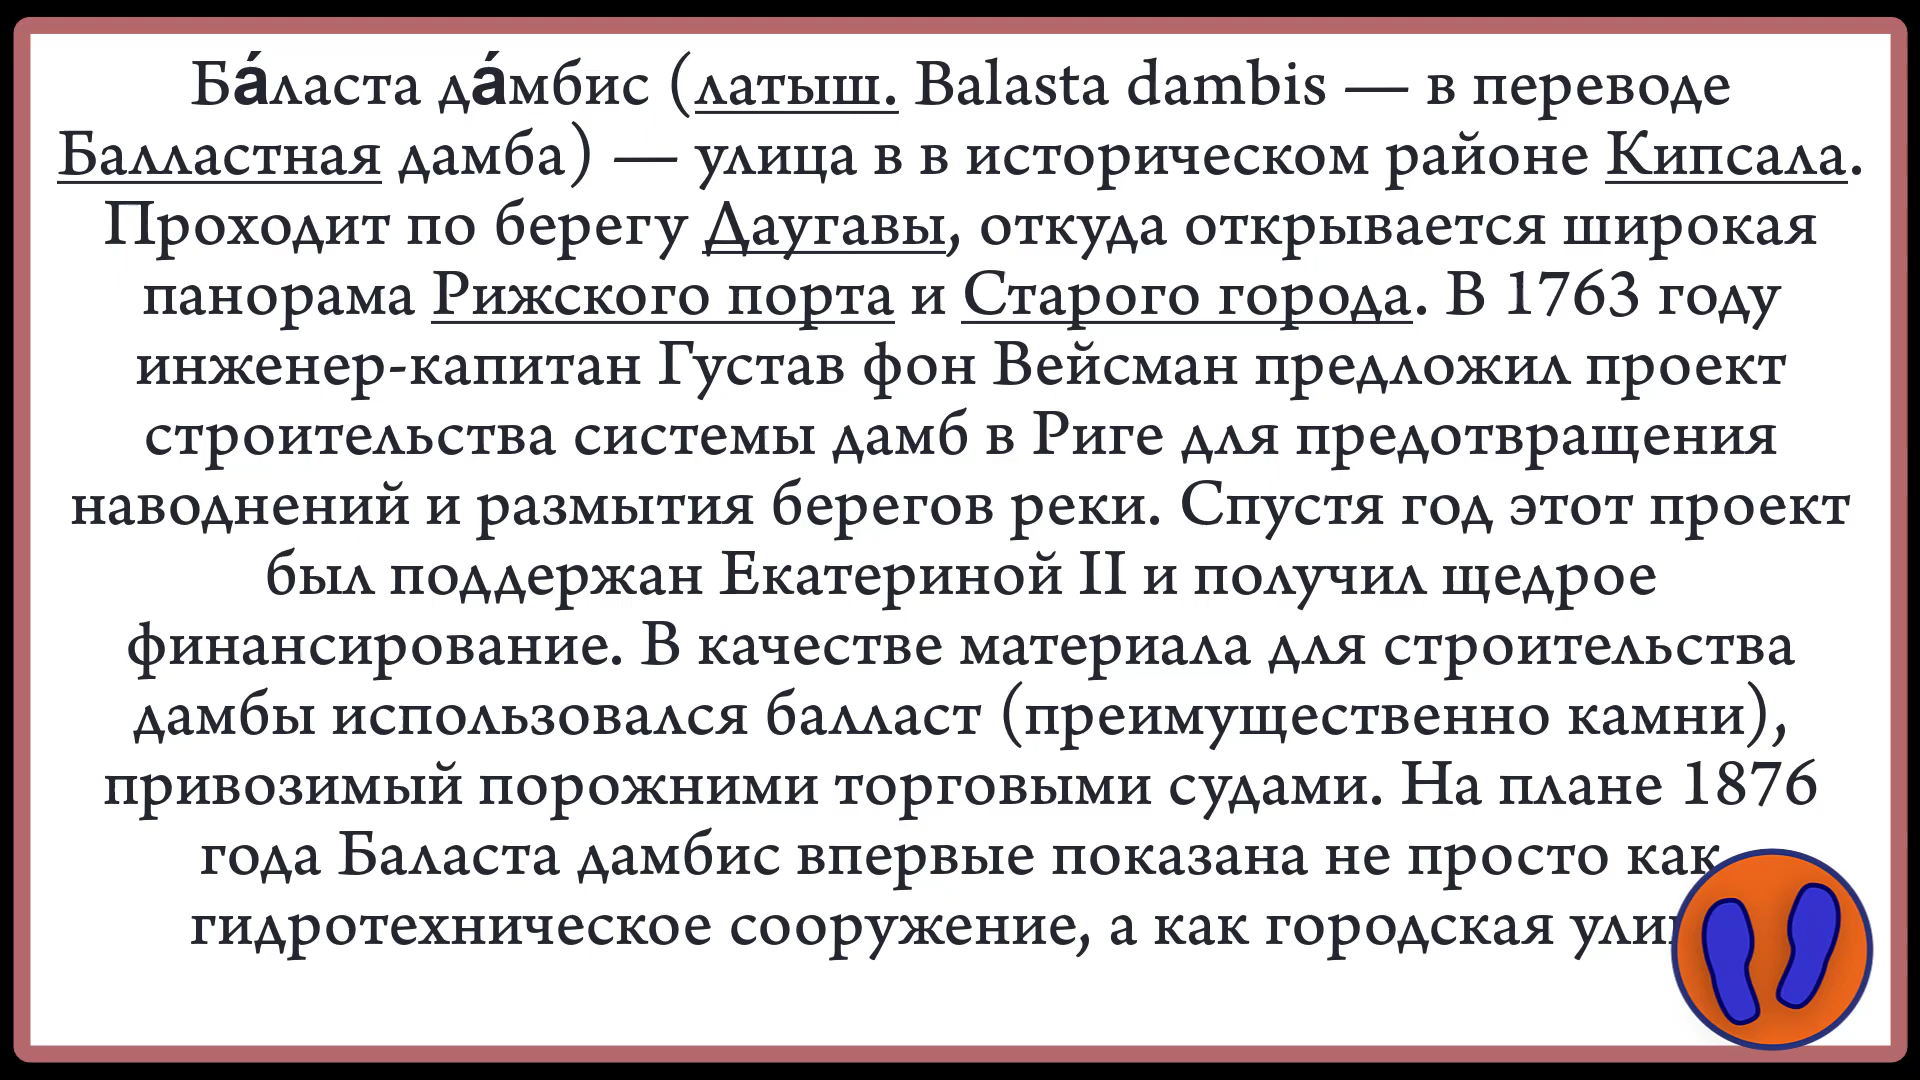 Ба́ласта да́мбис (латыш. Balasta dambis — в переводе
Балластная дамба) — улица в в историческом районе Кипсала.
Проходит по берегу Даугавы, откуда открывается широкая
панорама Рижского порта и Старого города. В 1763 году
инженер-капитан Густав фон Вейсман предложил проект
строительства системы дамб в Риге для предотвращения
наводнений и размытия берегов реки. Спустя год этот проект
был поддержан Екатериной II и получил щедрое
финансирование. В качестве материала для строительства
дамбы использовался балласт (преимущественно камни),
привозимый порожними торговыми судами. На плане 1876
года Баласта дамбис впервые показана не просто как
гидротехническое сооружение, а как городская